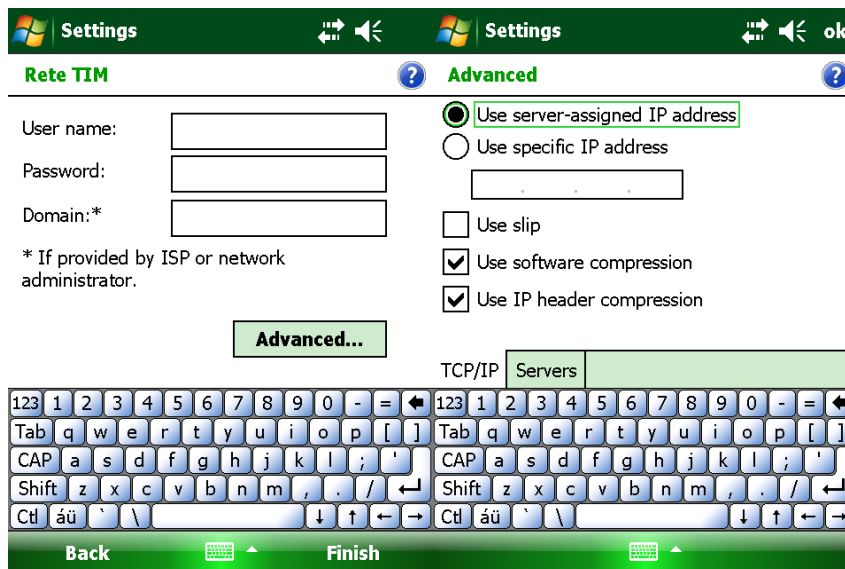 Settings
Rete TIM
User name:
Password:
Domain:*
* If provided by ISP or network
administrator.
Advanced...
123 1 2 3 4 5 6 7 8 9 0 - =
Tab q w e r t y u i o p [ ]
CAP a s d f g h j k l ; '
Shift z x c v b n m , . /
Ctl áü ` \
Back Finish
Settings ok
Advanced
Use server-assigned IP address
Use specific IP address
. . .
Use slip
Use software compression
Use IP header compression
TCP/IP Servers
123 1 2 3 4 5 6 7 8 9 0 - =
Tab q w e r t y u i o p [ ]
CAP a s d f g h j k l ; '
Shift z x c v b n m , . /
Ctl áü ` \